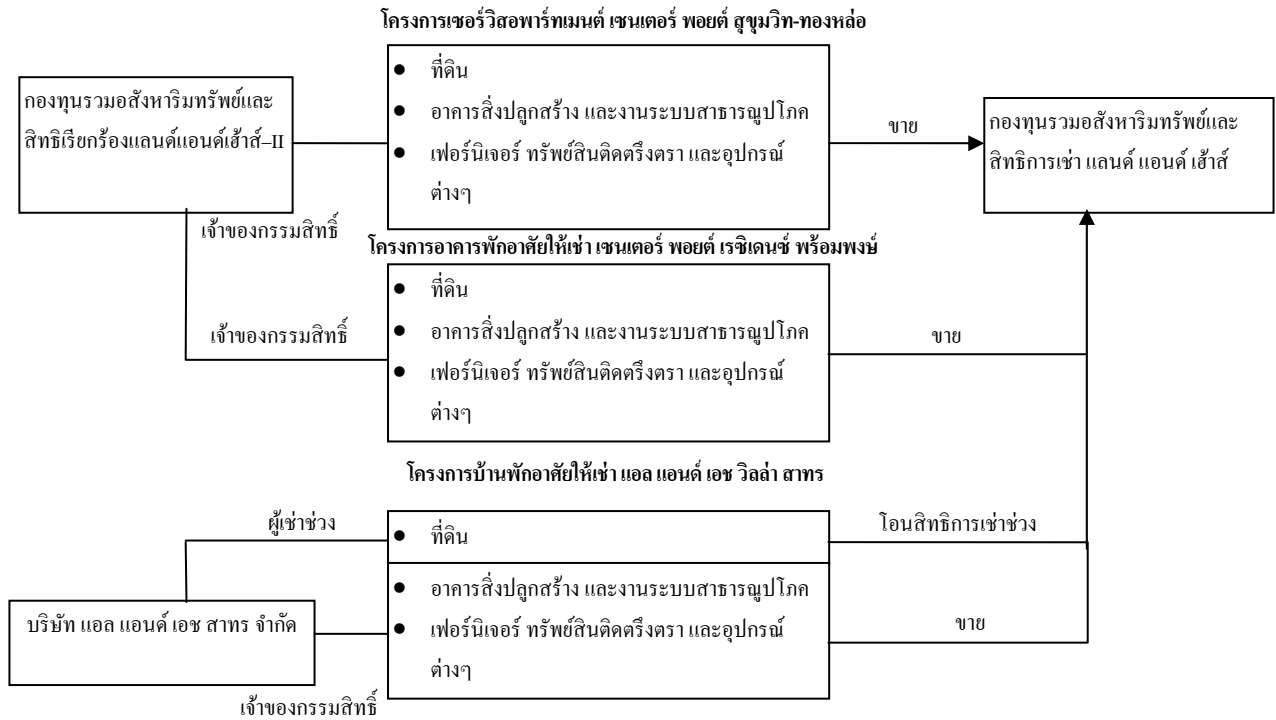 โครงการเซอร์วิสอพาร์ทเมนต์ เซนเตอร์ พอยต์ สุขุมวิท-ทองหล่อ
กองทุนรวมอสังหาริมทรัพย์และ
สิทธิเรียกร้องแลนด์แอนด์เฮ้าส์–II
● ที่ดิน
● อาคารสิ่งปลูกสร้าง และงานระบบสาธารณูปโภค
● เฟอร์นิเจอร์ ทรัพย์สินติดตรึงตรา และอุปกรณ์
ต่างๆ
ขาย
กองทุนรวมอสังหาริมทรัพย์และ
สิทธิการเช่า แลนด์ แอนด์ เฮ้าส์
เจ้าของกรรมสิทธิ์
โครงการอาคารพักอาศัยให้เช่า เซนเตอร์ พอยต์ เรซิเดนซ์ พร้อมพงษ์
เจ้าของกรรมสิทธิ์
● ที่ดิน
● อาคารสิ่งปลูกสร้าง และงานระบบสาธารณูปโภค
● เฟอร์นิเจอร์ ทรัพย์สินติดตรึงตรา และอุปกรณ์
ต่างๆ
ขาย
โครงการบ้านพักอาศัยให้เช่า แอล แอนด์ เอช วิลล่า สาทร
ผู้เช่าช่วง
● ที่ดิน
โอนสิทธิการเช่าช่วง
บริษัท แอล แอนด์ เอช สาทร จำกัด
● อาคารสิ่งปลูกสร้าง และงานระบบสาธารณูปโภค
● เฟอร์นิเจอร์ ทรัพย์สินติดตรึงตรา และอุปกรณ์
ต่างๆ
ขาย
เจ้าของกรรมสิทธิ์